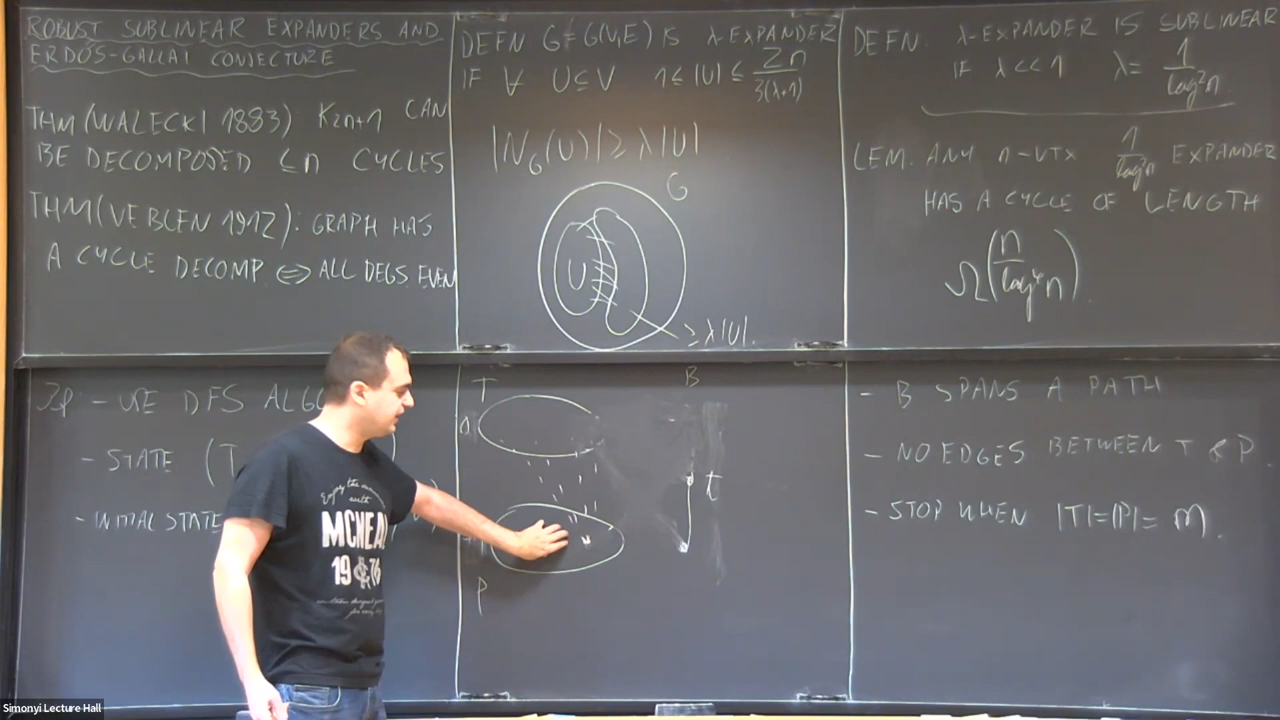 ROBUST SUBLINEAR EXPANDERS AND
ERDŐS-GALLAI CONJECTURE
THM (WALECKI 1883) K2n+1 CAN
BE DECOMPOSED ⊆ n CYCLES
THM (VEBLEN 1912): GRAPH HAS
A CYCLE DECOMP ⇔ ALL DEGS EVEN
DEFN G=G(V,E) IS λ-EXPANDER
IF ∀ U⊆V 1≤|U|≤ 2n/3(λ+1)
|N_G(U)| ≥ λ|U|
G
U
≥ λ|U|.
DEFN. λ-EXPANDER IS SUBLINEAR
IF λ<<1 λ= 1/log²n.
LEM. ANY n-VTX 1/log²n EXPANDER
HAS A CYCLE OF LENGTH
Ω(n/log⁴n).
- USE DFS ALGO
- STATE (T
- INITIAL STATE
T
B
t
P
- B SPANS A PATH
- NO EDGES BETWEEN T & P.
- STOP WHEN |T|=|P|= m.
Enjoy the
with
MCNEA
19 76
Simonyi Lecture Hall